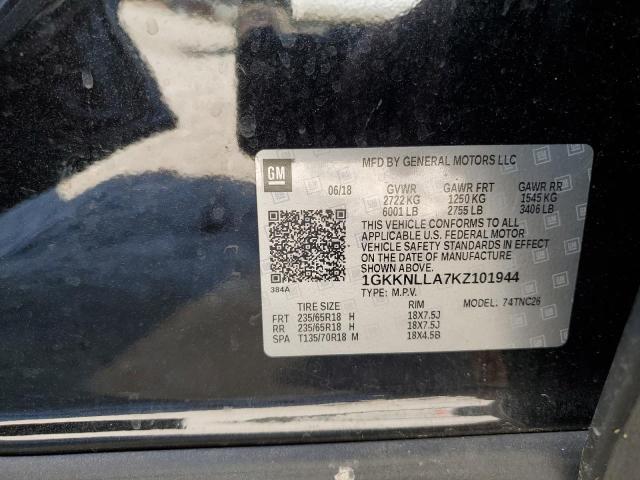 GM
MFD BY GENERAL MOTORS LLC
06/18 GVWR GAWR FRT GAWR RR
2722 KG 1250 KG 1545 KG
6001 LB 2755 LB 3406 LB
THIS VEHICLE CONFORMS TO ALL
APPLICABLE U.S. FEDERAL MOTOR
VEHICLE SAFETY STANDARDS IN EFFECT
ON THE DATE OF MANUFACTURE
SHOWN ABOVE.
384A
1GKKNLLA7KZ101944
TYPE: M.P.V.
TIRE SIZE RIM MODEL: 74TNC26
FRT 235/65R18 H 18X7.5J
RR 235/65R18 H 18X7.5J
SPA T135/70R18 M 18X4.5B